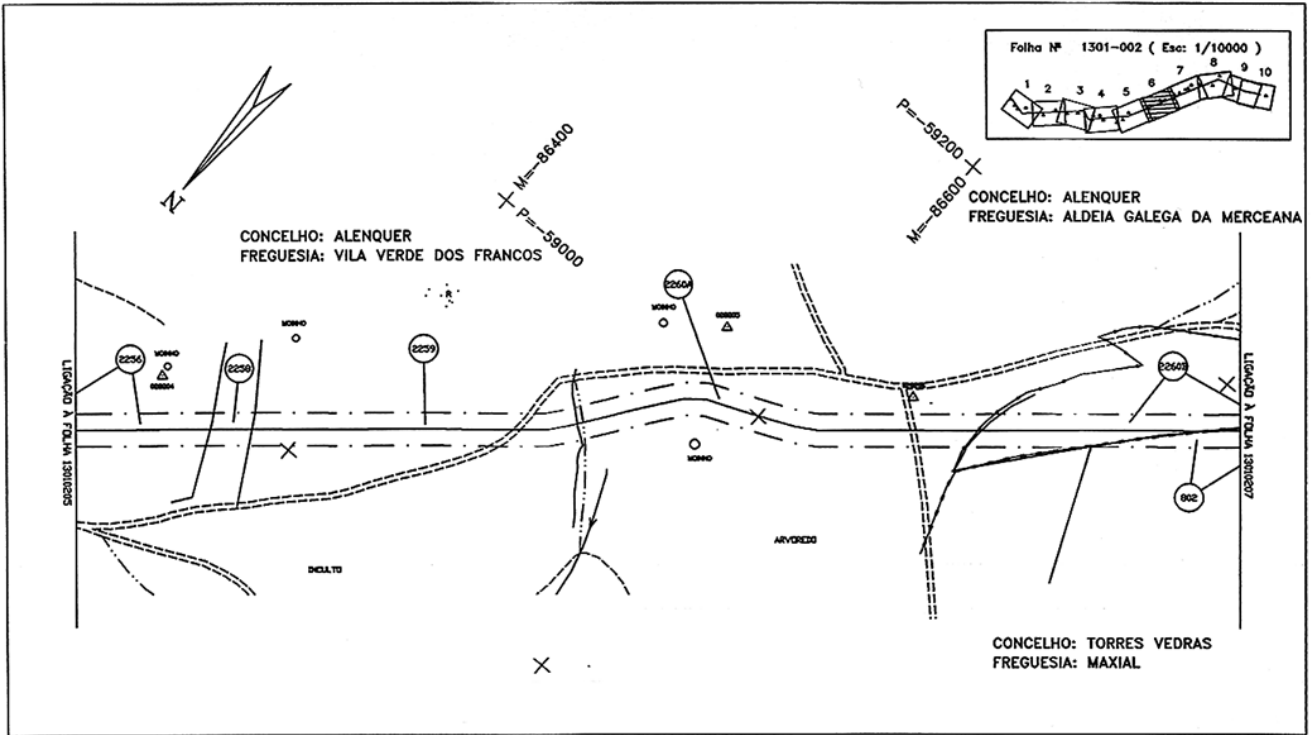 Folha Nº 1301-002 ( Esc: 1/10000 )
1 2 3 4 5 6 7 8 9 10
N
M=-86400
P=-59000
P=-59200
M=-86600
CONCELHO: ALENQUER
FREGUESIA: ALDEIA GALEGA DA MERCEANA
CONCELHO: ALENQUER
FREGUESIA: VILA VERDE DOS FRANCOS
R
2260A
MOINHO
MOINHO
MOINHO
2256
2258
2259
2260B
LIGAÇÃO À FOLHA 13010205
LIGAÇÃO À FOLHA 13010207
MOINHO
802
ARVOREDO
INCULTO
CONCELHO: TORRES VEDRAS
FREGUESIA: MAXIAL